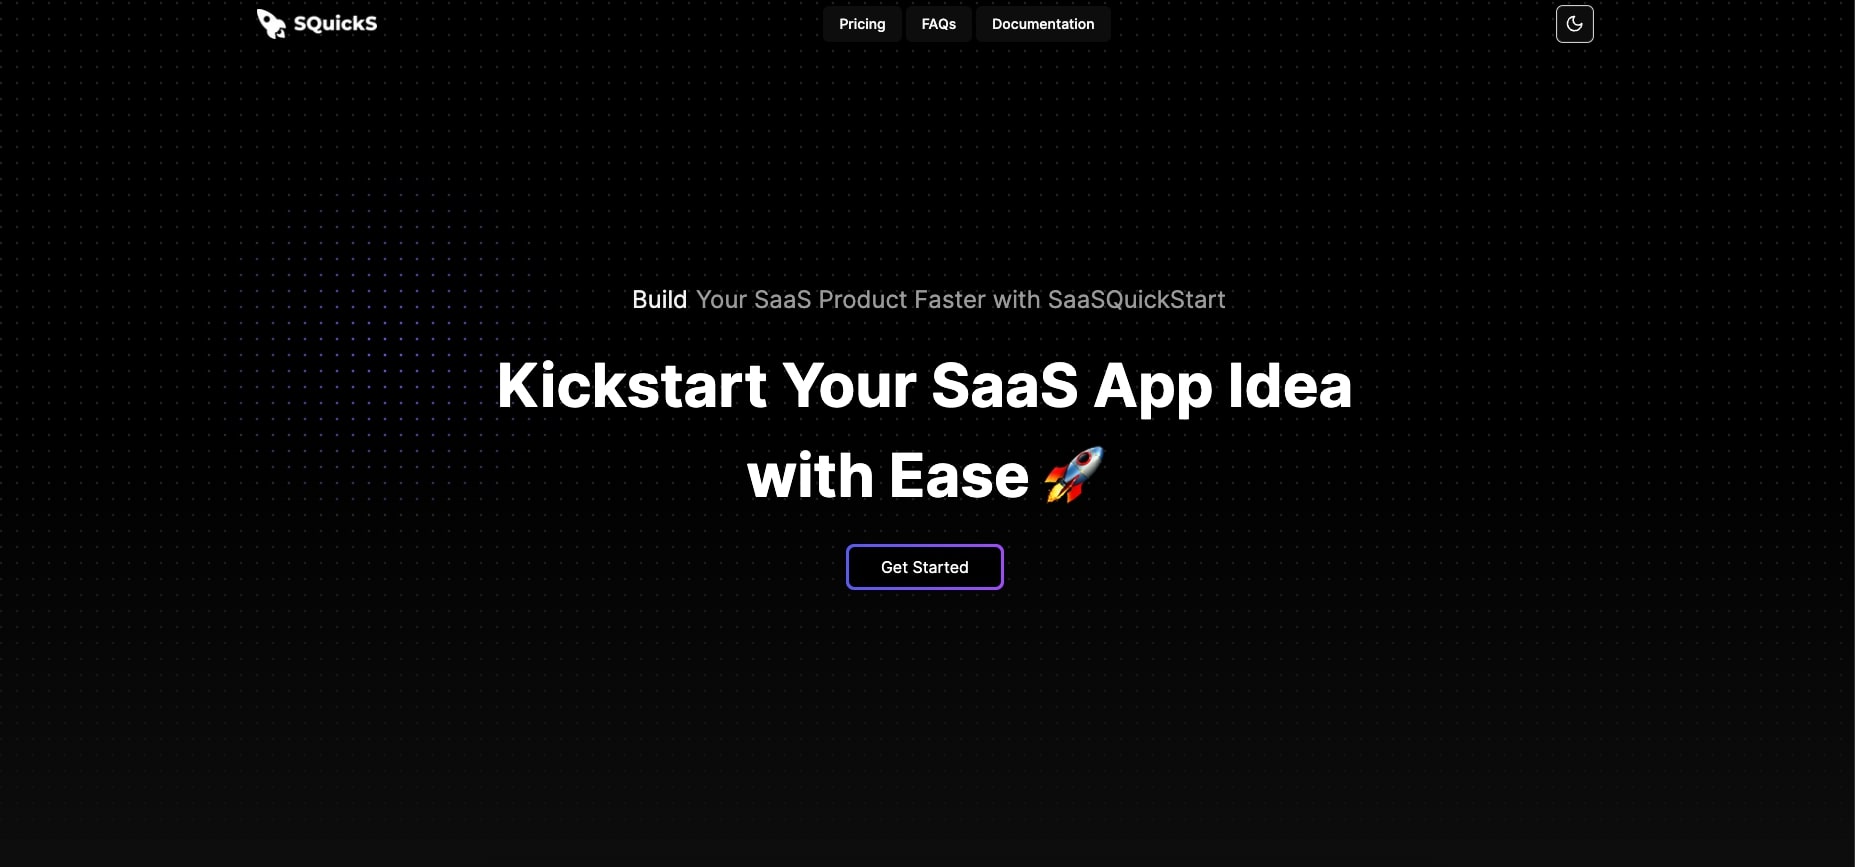 SQuickS
Pricing FAQs Documentation
Build Your SaaS Product Faster with SaaSQuickStart
Kickstart Your SaaS App Idea
with Ease 🚀
Get Started